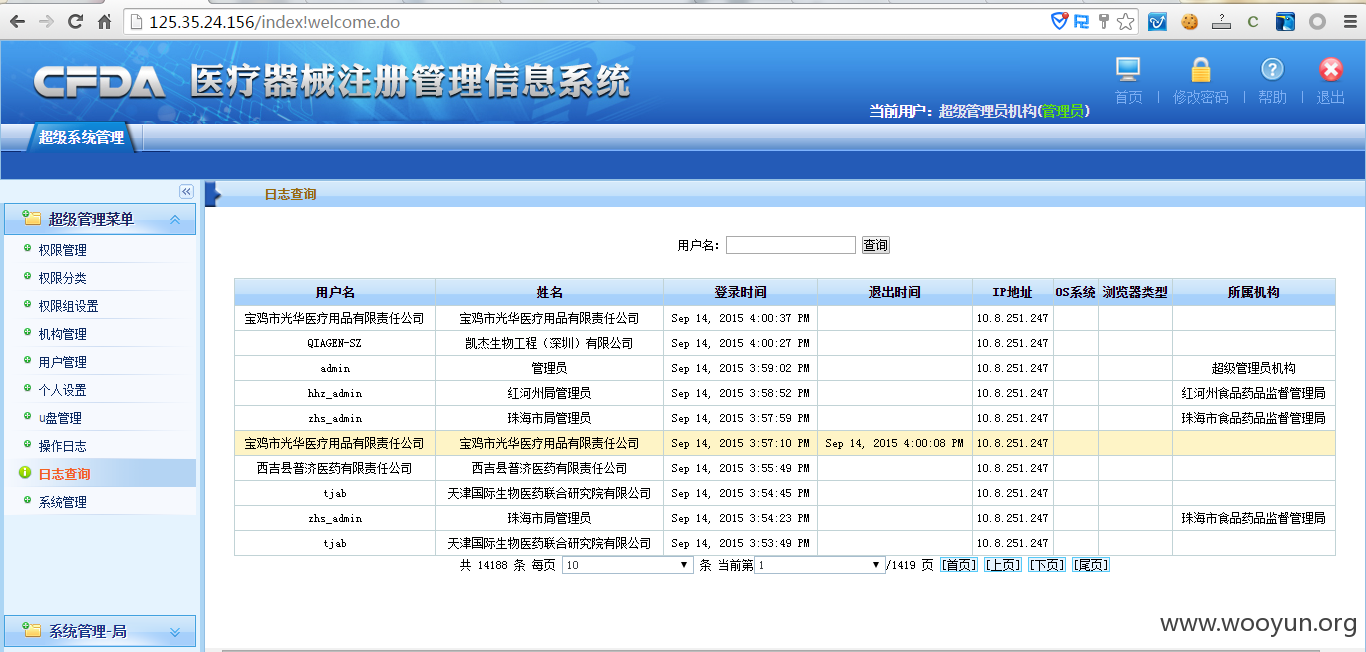 125.35.24.156/index!welcome.do
CFDA 医疗器械注册管理信息系统
首页 | 修改密码 | 帮助 | 退出
当前用户：超级管理员机构(管理员)
超级系统管理
日志查询
超级管理菜单
权限管理
权限分类
权限组设置
机构管理
用户管理
个人设置
u盘管理
操作日志
日志查询
系统管理
系统管理-局
用户名： 查询
用户名 姓名 登录时间 退出时间 IP地址 OS系统 浏览器类型 所属机构
宝鸡市光华医疗用品有限责任公司 宝鸡市光华医疗用品有限责任公司 Sep 14, 2015 4:00:37 PM 10.8.251.247
QIAGEN-SZ 凯杰生物工程（深圳）有限公司 Sep 14, 2015 4:00:27 PM 10.8.251.247
admin 管理员 Sep 14, 2015 3:59:02 PM 10.8.251.247 超级管理员机构
hhz_admin 红河州局管理员 Sep 14, 2015 3:58:52 PM 10.8.251.247 红河州食品药品监督管理局
zhs_admin 珠海市局管理员 Sep 14, 2015 3:57:59 PM 10.8.251.247 珠海市食品药品监督管理局
宝鸡市光华医疗用品有限责任公司 宝鸡市光华医疗用品有限责任公司 Sep 14, 2015 3:57:10 PM Sep 14, 2015 4:00:08 PM 10.8.251.247
西吉县普济医药有限责任公司 西吉县普济医药有限责任公司 Sep 14, 2015 3:55:49 PM 10.8.251.247
tjab 天津国际生物医药联合研究院有限公司 Sep 14, 2015 3:54:45 PM 10.8.251.247
zhs_admin 珠海市局管理员 Sep 14, 2015 3:54:23 PM 10.8.251.247 珠海市食品药品监督管理局
tjab 天津国际生物医药联合研究院有限公司 Sep 14, 2015 3:53:49 PM 10.8.251.247
共 14188 条 每页 10 条 当前第 1 /1419 页 [首页] [上页] [下页] [尾页]
www.wooyun.org